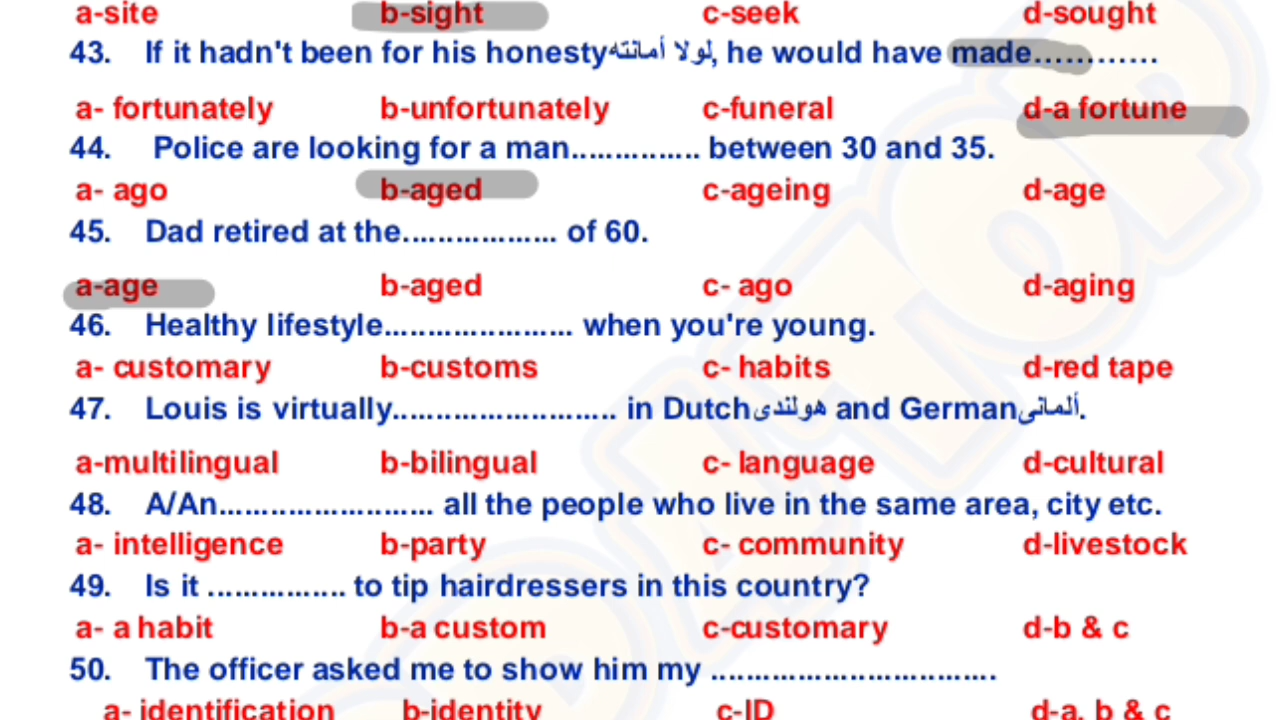 a-site b-sight c-seek d-sought
43. If it hadn't been for his honestyلولا أمانته, he would have made............
a- fortunately b-unfortunately c-funeral d-a fortune
44. Police are looking for a man............... between 30 and 35.
a- ago b-aged c-ageing d-age
45. Dad retired at the.................. of 60.
a-age b-aged c- ago d-aging
46. Healthy lifestyle...................... when you're young.
a- customary b-customs c- habits d-red tape
47. Louis is virtually.......................... in Dutchهولندى and Germanألمانى.
a-multilingual b-bilingual c- language d-cultural
48. A/An......................... all the people who live in the same area, city etc.
a- intelligence b-party c- community d-livestock
49. Is it ................ to tip hairdressers in this country?
a- a habit b-a custom c-customary d-b & c
50. The officer asked me to show him my .................................
a- identification b-identity c-ID d-a, b & c